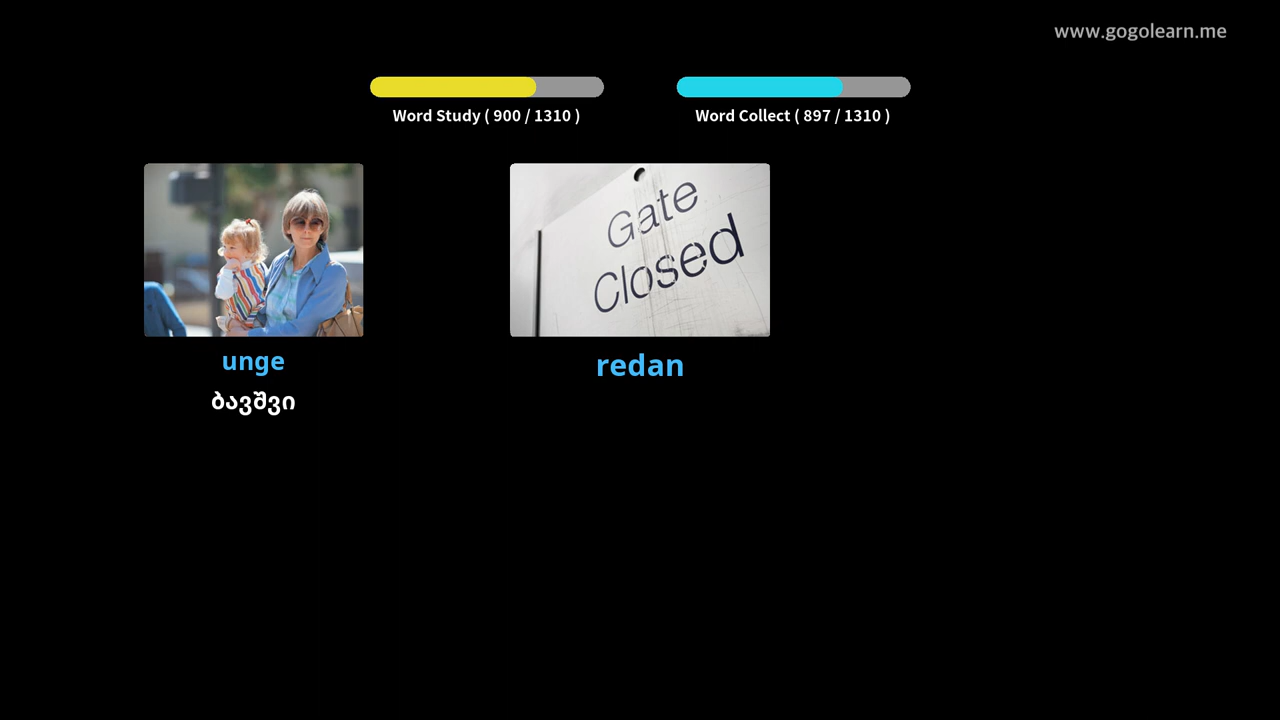 www.gogolearn.me
Word Study ( 900 / 1310 )
Word Collect ( 897 / 1310 )
Gate
Closed
unge
ბავშვი
redan